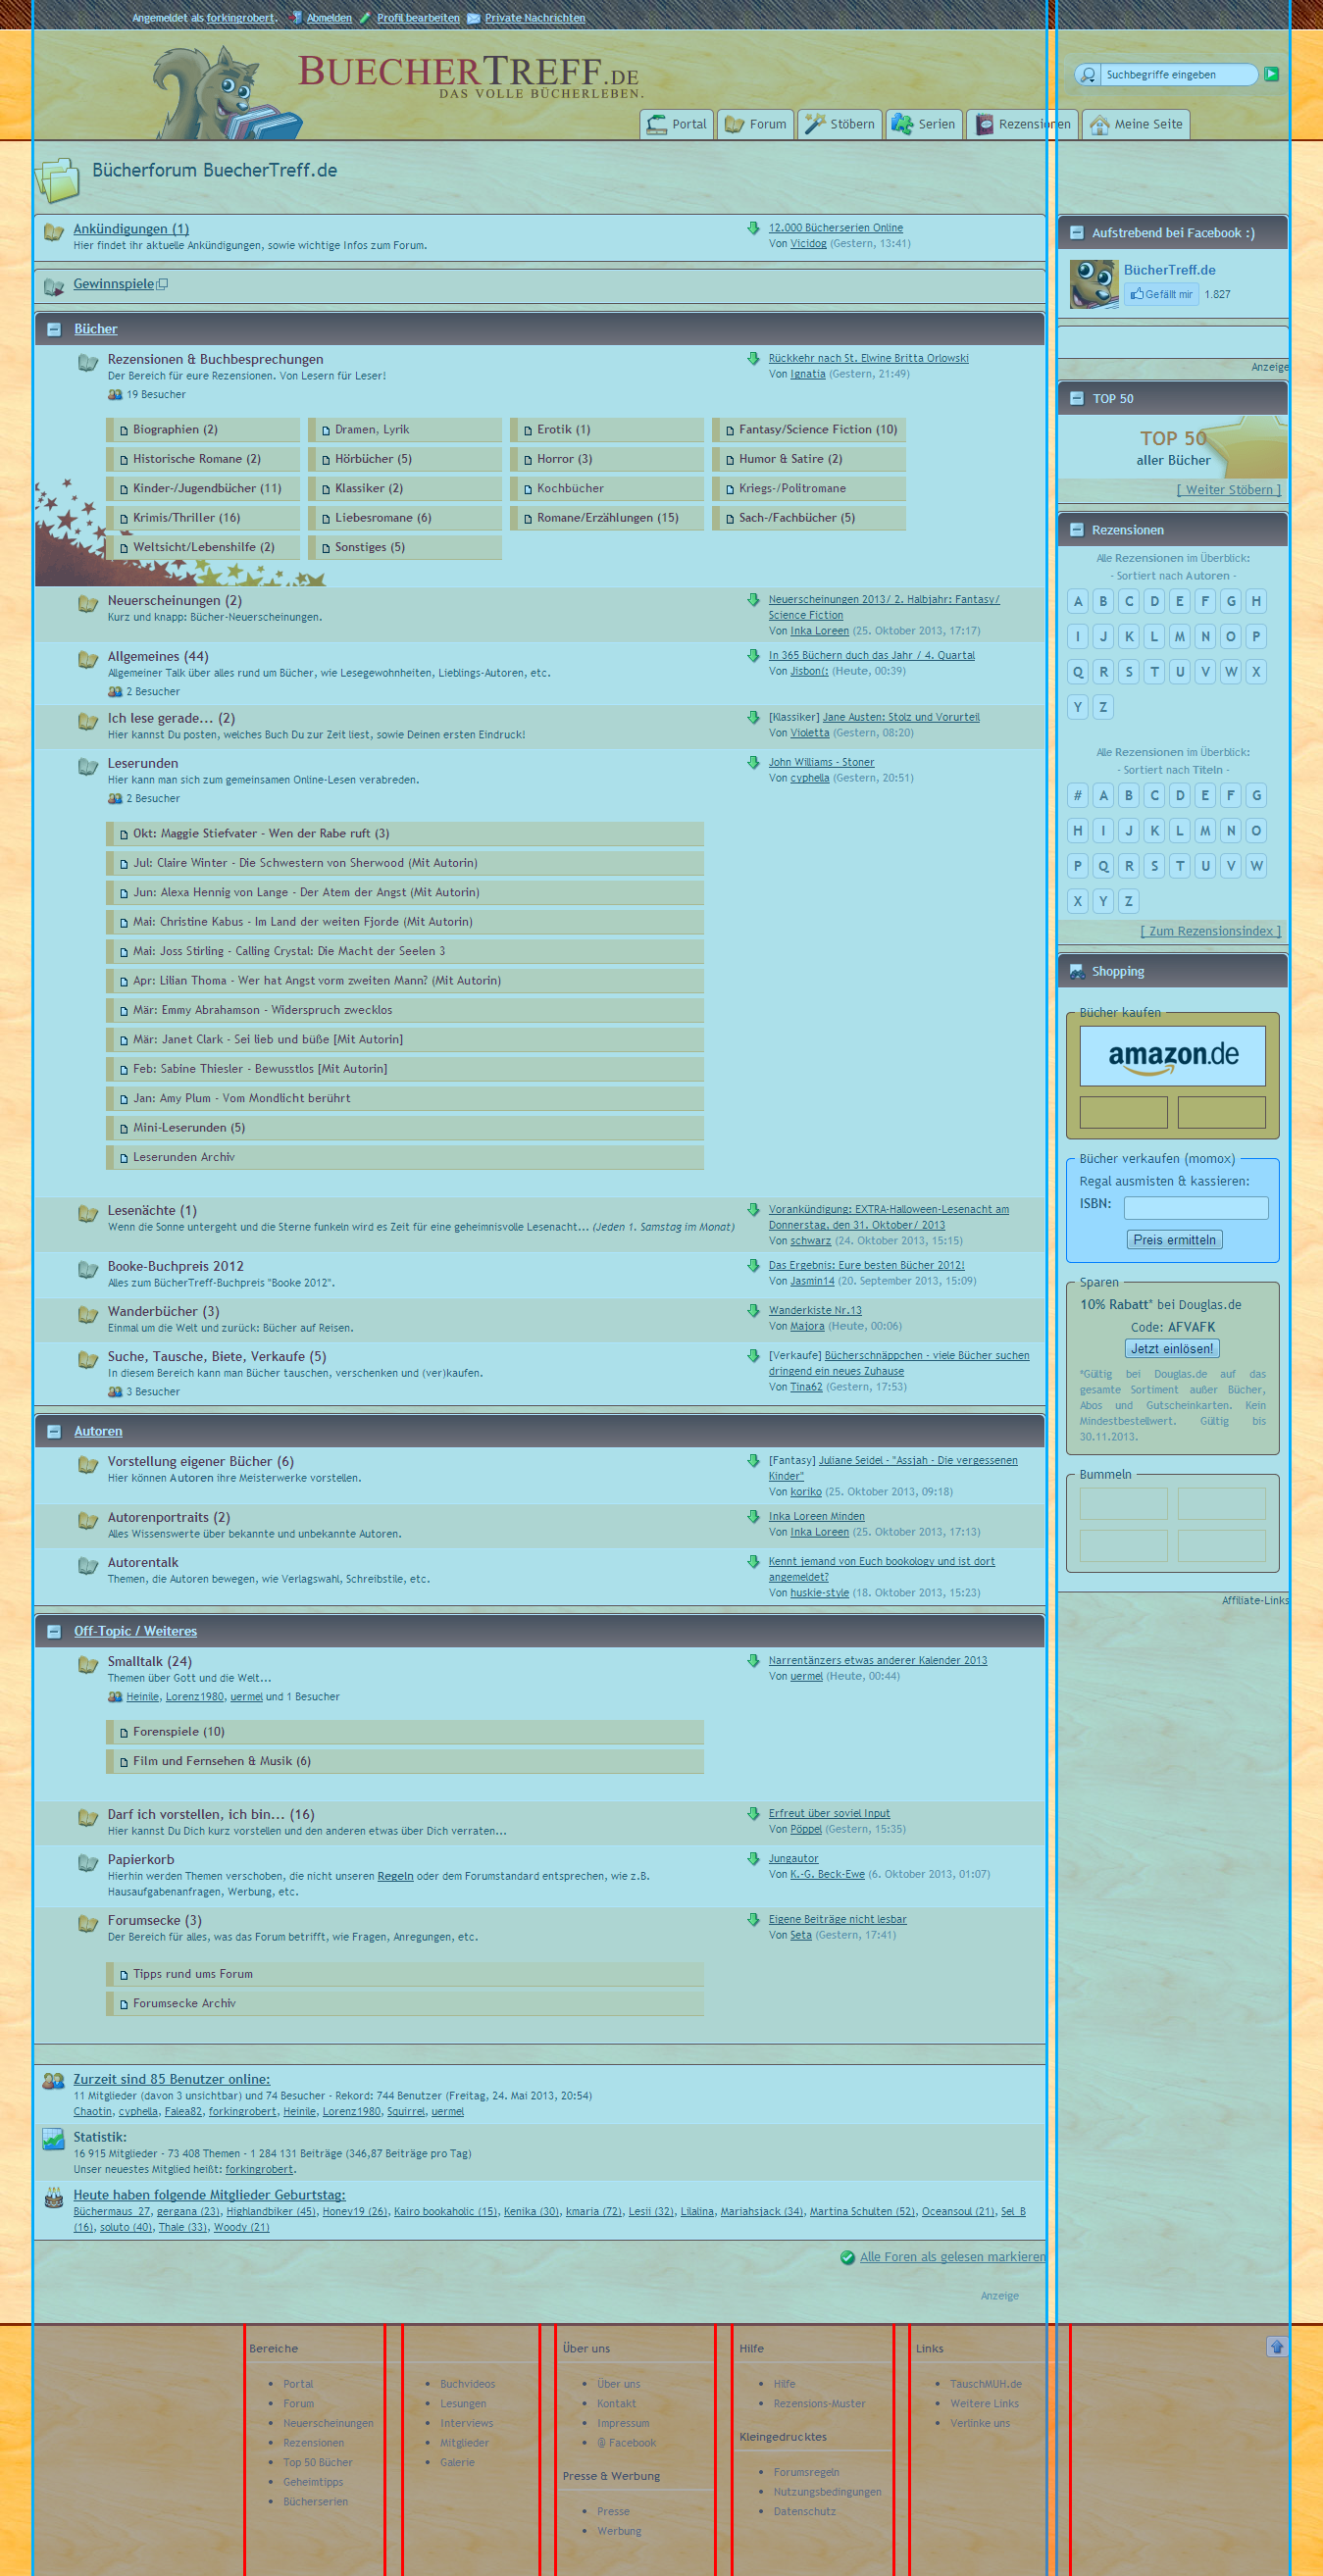 Angemeldet als forkingrobert. Abmelden Profil bearbeiten Private Nachrichten
BUECHERTREFF.DE
DAS VOLLE BÜCHERLEBEN.
Suchbegriffe eingeben
Portal Forum Stöbern Serien Rezensionen Meine Seite
Bücherforum BuecherTreff.de
Ankündigungen (1)
Hier findet ihr aktuelle Ankündigungen, sowie wichtige Infos zum Forum.
12.000 Bücherserien Online
Von Vicidog (Gestern, 13:41)
Gewinnspiele
Bücher
Rezensionen & Buchbesprechungen
Der Bereich für eure Rezensionen. Von Lesern für Leser!
19 Besucher
Rückkehr nach St. Elwine Britta Orlowski
Von Ignatia (Gestern, 21:49)
Biographien (2) Dramen, Lyrik Erotik (1) Fantasy/Science Fiction (10)
Historische Romane (2) Hörbücher (5) Horror (3) Humor & Satire (2)
Kinder-/Jugendbücher (11) Klassiker (2) Kochbücher Kriegs-/Politromane
Krimis/Thriller (16) Liebesromane (6) Romane/Erzählungen (15) Sach-/Fachbücher (5)
Weltsicht/Lebenshilfe (2) Sonstiges (5)
Neuerscheinungen (2)
Kurz und knapp: Bücher-Neuerscheinungen.
Neuerscheinungen 2013/ 2. Halbjahr: Fantasy/
Science Fiction
Von Inka Loreen (25. Oktober 2013, 17:17)
Allgemeines (44)
Allgemeiner Talk über alles rund um Bücher, wie Lesegewohnheiten, Lieblings-Autoren, etc.
2 Besucher
In 365 Büchern duch das Jahr / 4. Quartal
Von Jisbon(: (Heute, 00:39)
Ich lese gerade... (2)
Hier kannst Du posten, welches Buch Du zur Zeit liest, sowie Deinen ersten Eindruck!
[Klassiker] Jane Austen: Stolz und Vorurteil
Von Violetta (Gestern, 08:20)
Leserunden
Hier kann man sich zum gemeinsamen Online-Lesen verabreden.
2 Besucher
John Williams - Stoner
Von cyphella (Gestern, 20:51)
Okt: Maggie Stiefvater - Wen der Rabe ruft (3)
Jul: Claire Winter - Die Schwestern von Sherwood (Mit Autorin)
Jun: Alexa Hennig von Lange - Der Atem der Angst (Mit Autorin)
Mai: Christine Kabus - Im Land der weiten Fjorde (Mit Autorin)
Mai: Joss Stirling - Calling Crystal: Die Macht der Seelen 3
Apr: Lilian Thoma - Wer hat Angst vorm zweiten Mann? (Mit Autorin)
Mär: Emmy Abrahamson - Widerspruch zwecklos
Mär: Janet Clark - Sei lieb und büße [Mit Autorin]
Feb: Sabine Thiesler - Bewusstlos [Mit Autorin]
Jan: Amy Plum - Vom Mondlicht berührt
Mini-Leserunden (5)
Leserunden Archiv
Lesenächte (1)
Wenn die Sonne untergeht und die Sterne funkeln wird es Zeit für eine geheimnisvolle Lesenacht... (Jeden 1. Samstag im Monat)
Vorankündigung: EXTRA-Halloween-Lesenacht am
Donnerstag, den 31. Oktober/ 2013
Von schwarz (24. Oktober 2013, 15:15)
Booke-Buchpreis 2012
Alles zum BücherTreff-Buchpreis "Booke 2012".
Das Ergebnis: Eure besten Bücher 2012!
Von Jasmin14 (20. September 2013, 15:09)
Wanderbücher (3)
Einmal um die Welt und zurück: Bücher auf Reisen.
Wanderkiste Nr.13
Von Majora (Heute, 00:06)
Suche, Tausche, Biete, Verkaufe (5)
In diesem Bereich kann man Bücher tauschen, verschenken und (ver)kaufen.
3 Besucher
[Verkaufe] Bücherschnäppchen - viele Bücher suchen
dringend ein neues Zuhause
Von Tina62 (Gestern, 17:53)
Autoren
Vorstellung eigener Bücher (6)
Hier können Autoren ihre Meisterwerke vorstellen.
[Fantasy] Juliane Seidel - "Assjah - Die vergessenen
Kinder"
Von koriko (25. Oktober 2013, 09:18)
Autorenportraits (2)
Alles Wissenswerte über bekannte und unbekannte Autoren.
Inka Loreen Minden
Von Inka Loreen (25. Oktober 2013, 17:13)
Autorentalk
Themen, die Autoren bewegen, wie Verlagswahl, Schreibstile, etc.
Kennt jemand von Euch bookology und ist dort
angemeldet?
Von huskie-style (18. Oktober 2013, 15:23)
Off-Topic / Weiteres
Smalltalk (24)
Themen über Gott und die Welt...
Heinile, Lorenz1980, uermel und 1 Besucher
Narrentänzers etwas anderer Kalender 2013
Von uermel (Heute, 00:44)
Forenspiele (10)
Film und Fernsehen & Musik (6)
Darf ich vorstellen, ich bin... (16)
Hier kannst Du Dich kurz vorstellen und den anderen etwas über Dich verraten...
Erfreut über soviel Input
Von Pöppel (Gestern, 15:35)
Papierkorb
Hierhin werden Themen verschoben, die nicht unseren Regeln oder dem Forumstandard entsprechen, wie z.B.
Hausaufgabenanfragen, Werbung, etc.
Jungautor
Von K.-G. Beck-Ewe (6. Oktober 2013, 01:07)
Forumsecke (3)
Der Bereich für alles, was das Forum betrifft, wie Fragen, Anregungen, etc.
Eigene Beiträge nicht lesbar
Von Seta (Gestern, 17:41)
Tipps rund ums Forum
Forumsecke Archiv
Zurzeit sind 85 Benutzer online:
11 Mitglieder (davon 3 unsichtbar) und 74 Besucher - Rekord: 744 Benutzer (Freitag, 24. Mai 2013, 20:54)
Chaotin, cyphella, Falea82, forkingrobert, Heinile, Lorenz1980, Squirrel, uermel
Statistik:
16 915 Mitglieder - 73 408 Themen - 1 284 131 Beiträge (346,87 Beiträge pro Tag)
Unser neuestes Mitglied heißt: forkingrobert.
Heute haben folgende Mitglieder Geburtstag:
Büchermaus_27, gergana (23), Highlandbiker (45), Honey19 (26), Kairo bookaholic (15), Kenika (30), kmaria (72), Lesii (32), Lilalina, Mariahsjack (34), Martina Schulten (52), Oceansoul (21), Sel_B
(16), soluto (40), Thale (33), Woody (21)
Alle Foren als gelesen markieren
Anzeige
Aufstrebend bei Facebook :)
BücherTreff.de
Gefällt mir 1.827
Anzeige
TOP 50
TOP 50
aller Bücher
[ Weiter Stöbern ]
Rezensionen
Alle Rezensionen im Überblick:
- Sortiert nach Autoren -
A B C D E F G H
I J K L M N O P
Q R S T U V W X
Y Z
Alle Rezensionen im Überblick:
- Sortiert nach Titeln -
# A B C D E F G
H I J K L M N O
P Q R S T U V W
X Y Z
[ Zum Rezensionsindex ]
Shopping
Bücher kaufen
amazon.de
Bücher verkaufen (momox)
Regal ausmisten & kassieren:
ISBN:
Preis ermitteln
Sparen
10% Rabatt* bei Douglas.de
Code: AFVAFK
Jetzt einlösen!
*Gültig bei Douglas.de auf das
gesamte Sortiment außer Bücher,
Abos und Gutscheinkarten. Kein
Mindestbestellwert. Gültig bis
30.11.2013.
Bummeln
Affiliate-Links
Bereiche
Portal
Forum
Neuerscheinungen
Rezensionen
Top 50 Bücher
Geheimtipps
Bücherserien
Buchvideos
Lesungen
Interviews
Mitglieder
Galerie
Über uns
Über uns
Kontakt
Impressum
@ Facebook
Presse & Werbung
Presse
Werbung
Hilfe
Hilfe
Rezensions-Muster
Kleingedrucktes
Forumsregeln
Nutzungsbedingungen
Datenschutz
Links
TauschMUH.de
Weitere Links
Verlinke uns